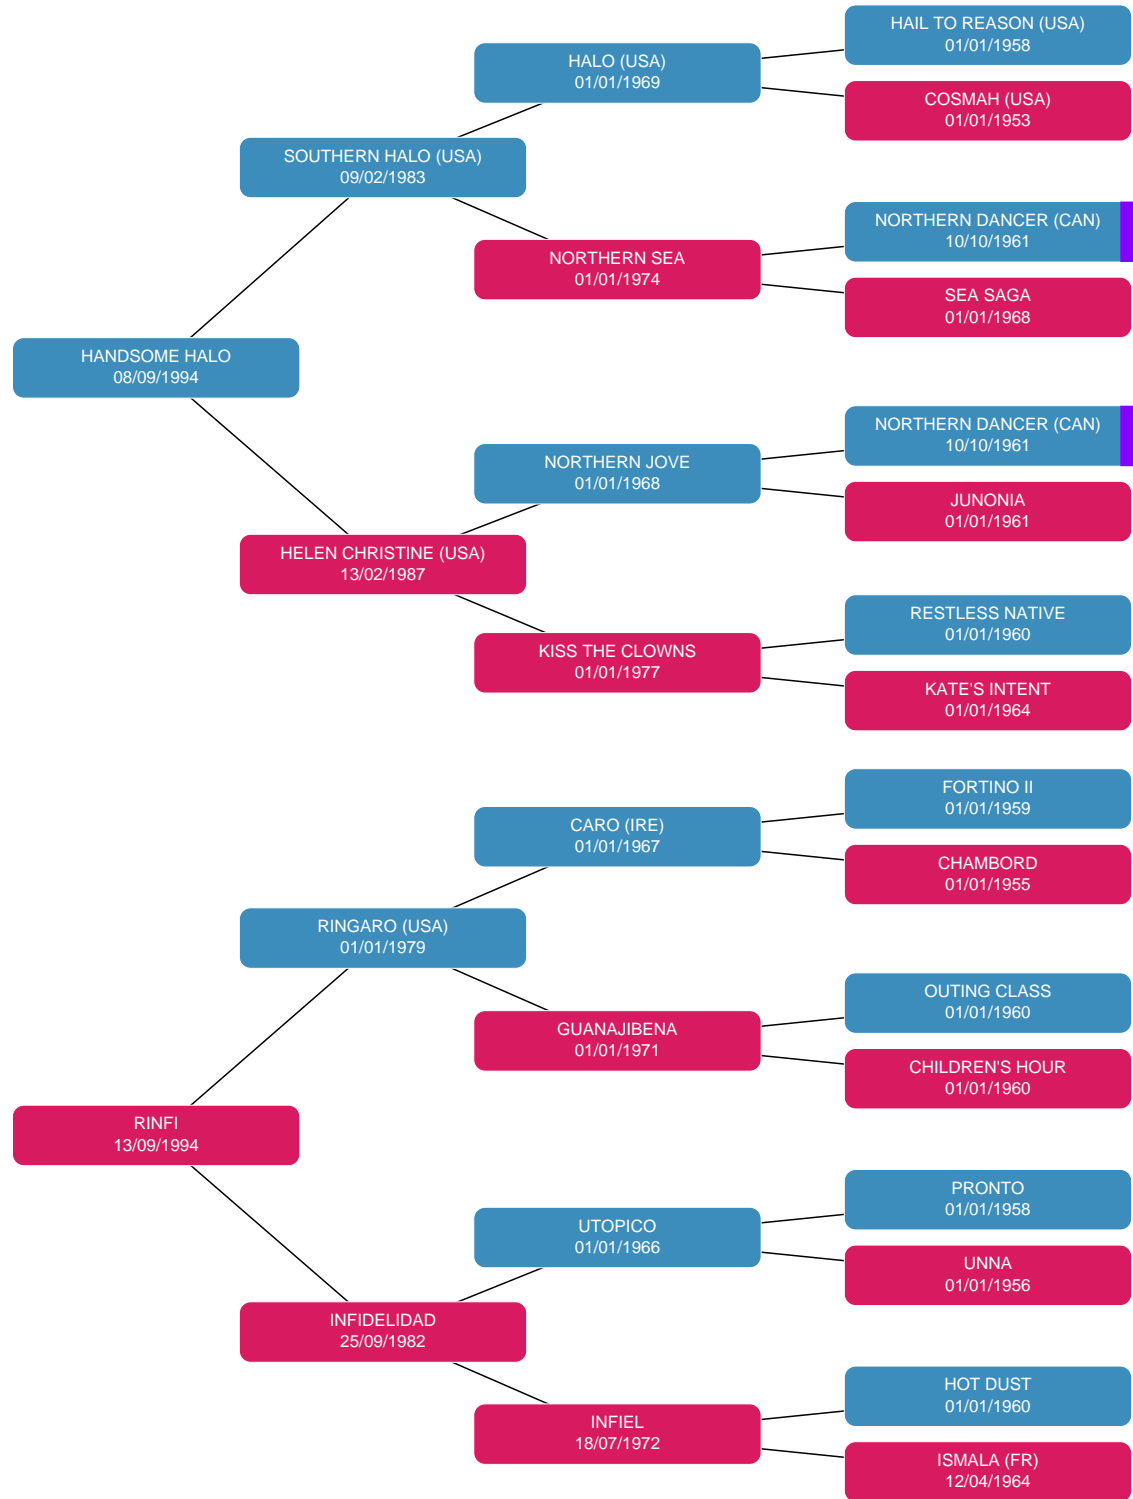 HAIL TO REASON (USA)
01/01/1958
HALO (USA)
01/01/1969
COSMAH (USA)
01/01/1953
SOUTHERN HALO (USA)
09/02/1983
NORTHERN DANCER (CAN)
10/10/1961
NORTHERN SEA
01/01/1974
SEA SAGA
01/01/1968
HANDSOME HALO
08/09/1994
NORTHERN DANCER (CAN)
10/10/1961
NORTHERN JOVE
01/01/1968
JUNONIA
01/01/1961
HELEN CHRISTINE (USA)
13/02/1987
RESTLESS NATIVE
01/01/1960
KISS THE CLOWNS
01/01/1977
KATE'S INTENT
01/01/1964
FORTINO II
01/01/1959
CARO (IRE)
01/01/1967
CHAMBORD
01/01/1955
RINGARO (USA)
01/01/1979
OUTING CLASS
01/01/1960
GUANAJIBENA
01/01/1971
CHILDREN'S HOUR
01/01/1960
RINFI
13/09/1994
PRONTO
01/01/1958
UTOPICO
01/01/1966
UNNA
01/01/1956
INFIDELIDAD
25/09/1982
HOT DUST
01/01/1960
INFIEL
18/07/1972
ISMALA (FR)
12/04/1964